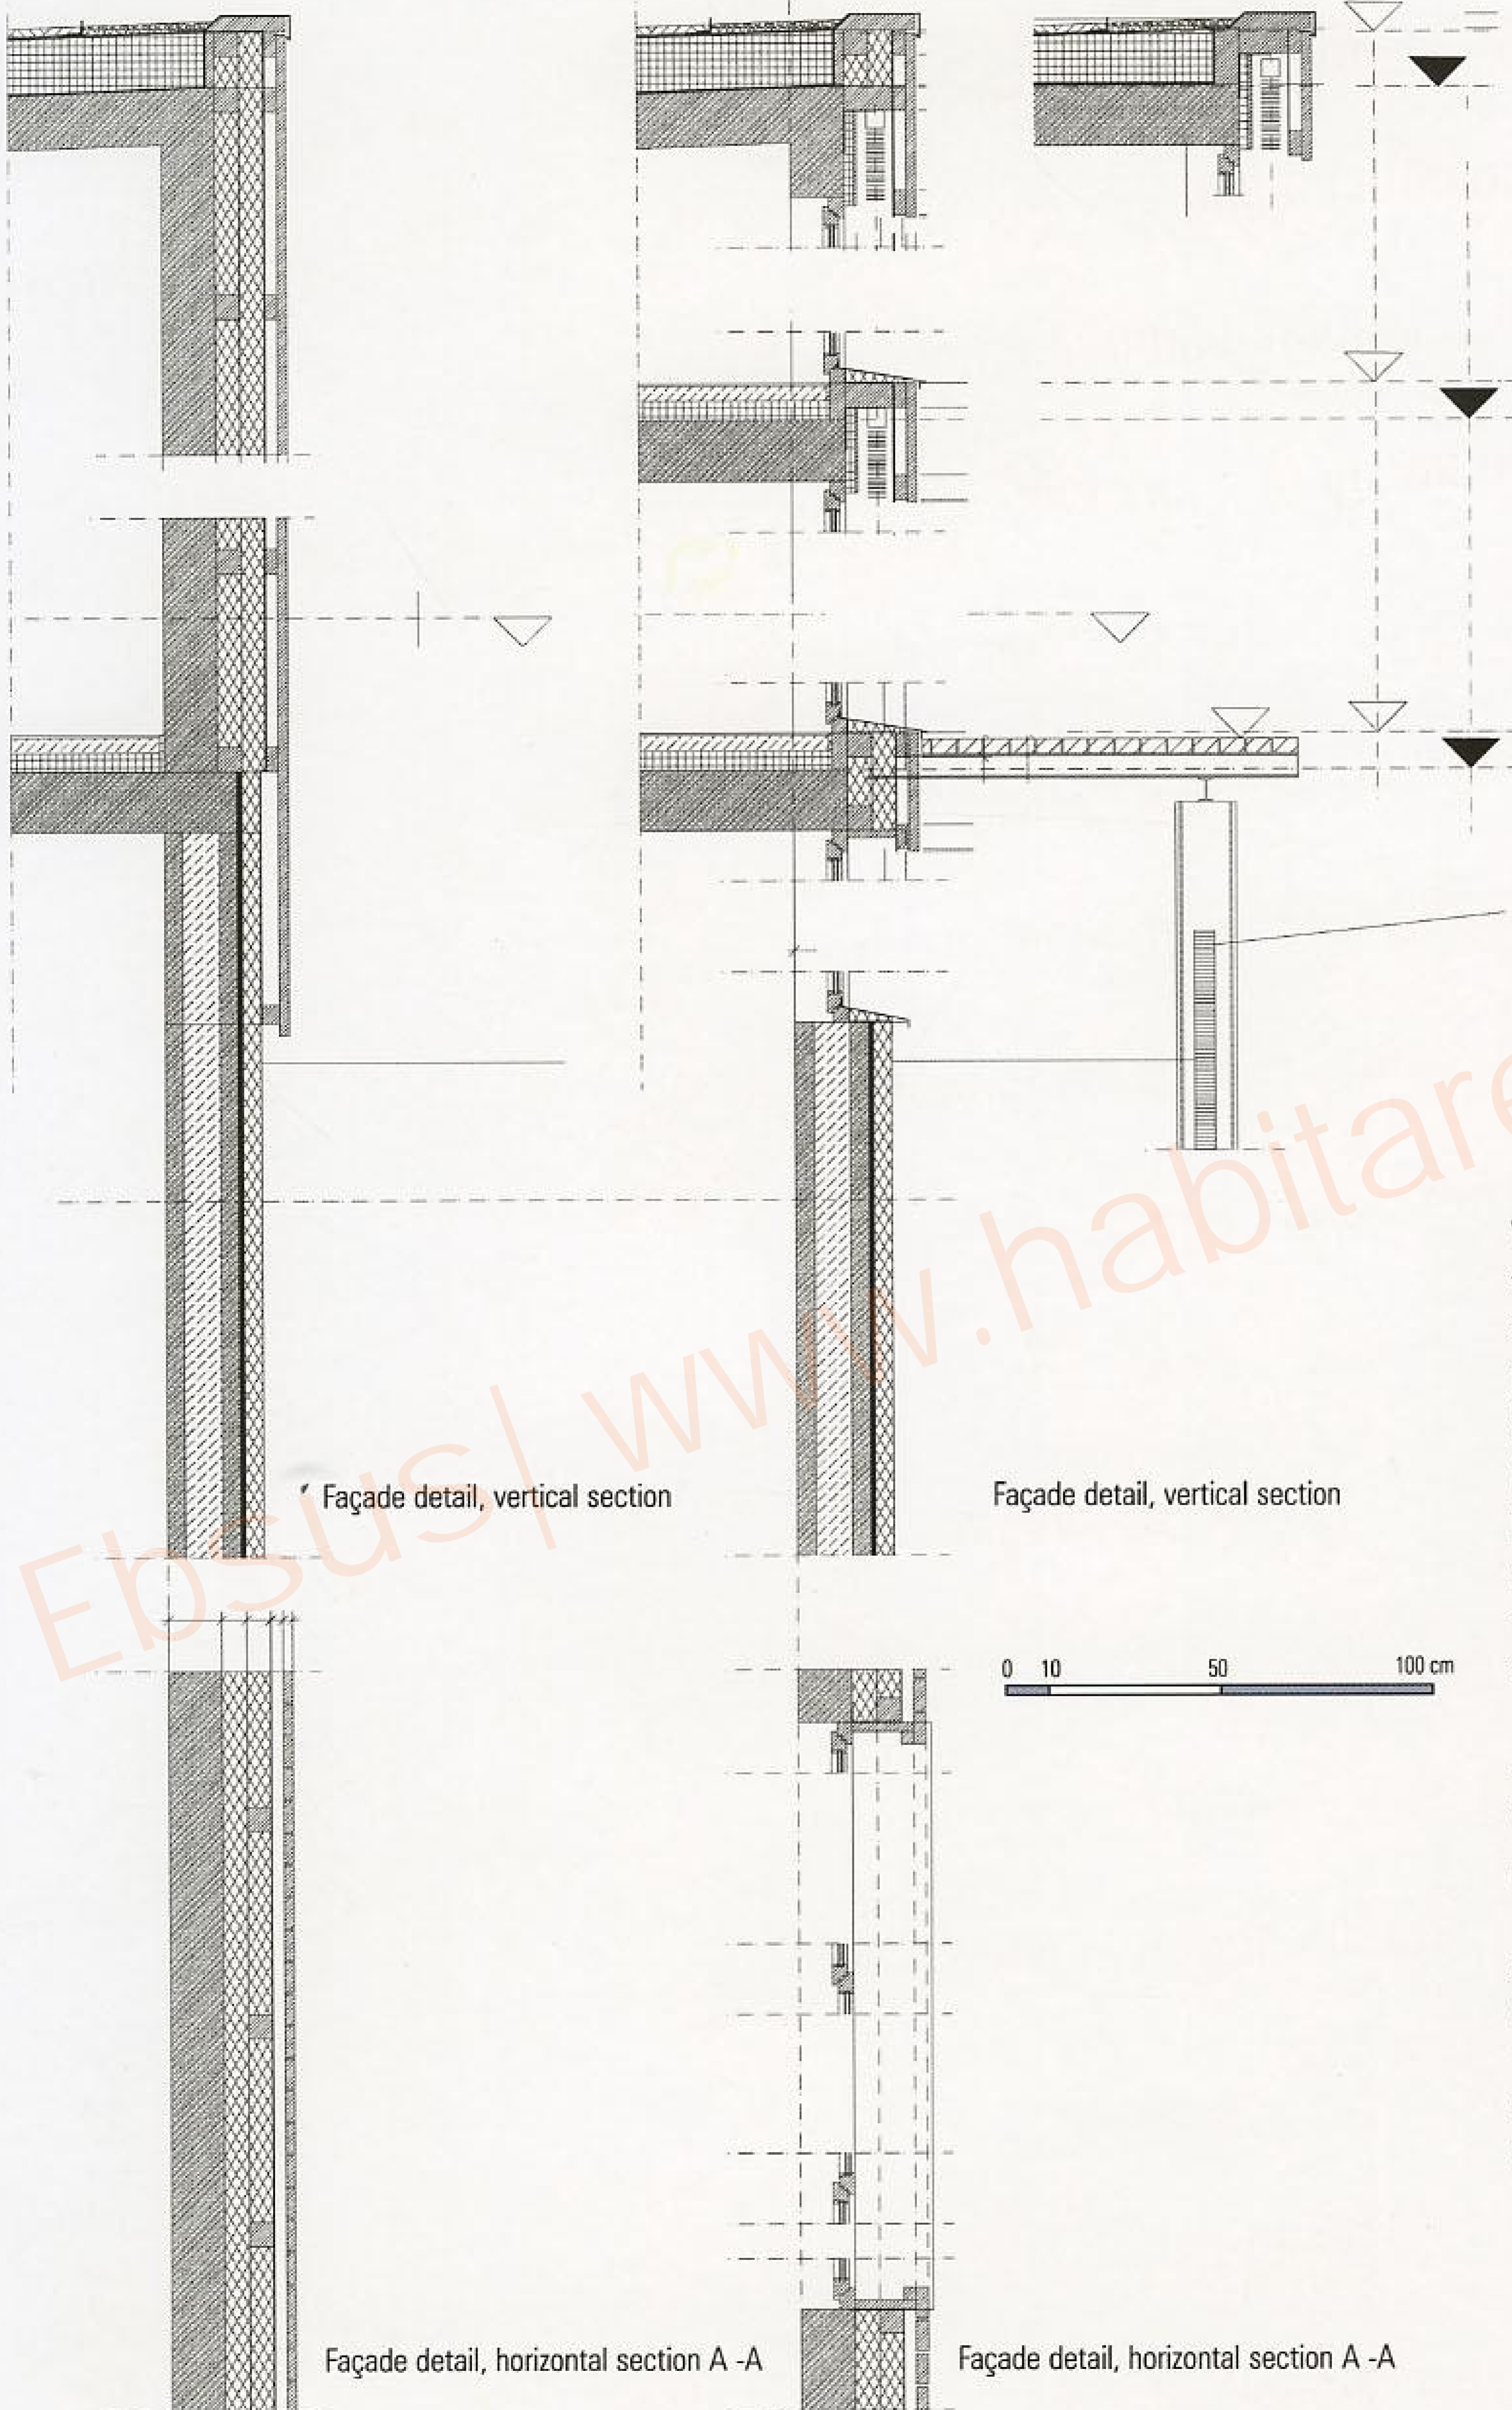 Façade detail, vertical section
Façade detail, vertical section
0 10 50 100 cm
Façade detail, horizontal section A -A
Façade detail, horizontal section A -A
Ebsus| www.habitare